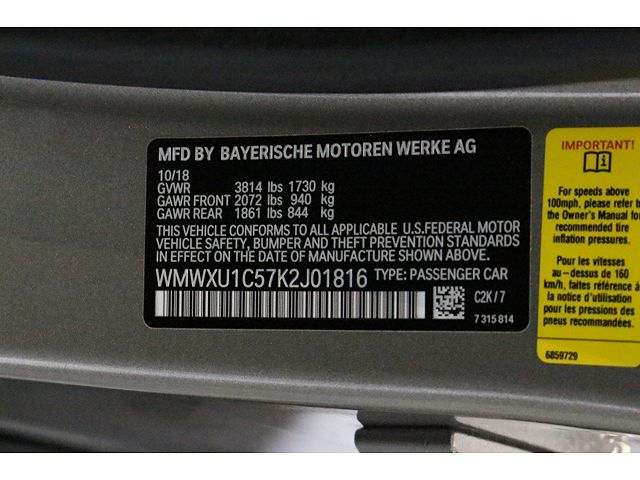 MFD BY BAYERISCHE MOTOREN WERKE AG
10/18
GVWR 3814 lbs 1730 kg
GAWR FRONT 2072 lbs 940 kg
GAWR REAR 1861 lbs 844 kg
THIS VEHICLE CONFORMS TO ALL APPLICABLE U.S.FEDERAL MOTOR
VEHICLE SAFETY, BUMPER AND THEFT PREVENTION STANDARDS
IN EFFECT ON THE DATE OF MANUFACTURE SHOWN ABOVE.
WMWXU1C57K2J01816 TYPE: PASSENGER CAR
C2K / 7
7 315 814
IMPORTANT!
For speeds above
100mph, please refer to
the Owner's Manual for
recommended tire
inflation pressures.
Pour les vitesses
au-dessus de 160
km/h, faites référence à
la notice d'utilisation
pour les pressions des
pneus recommandées.
6859729